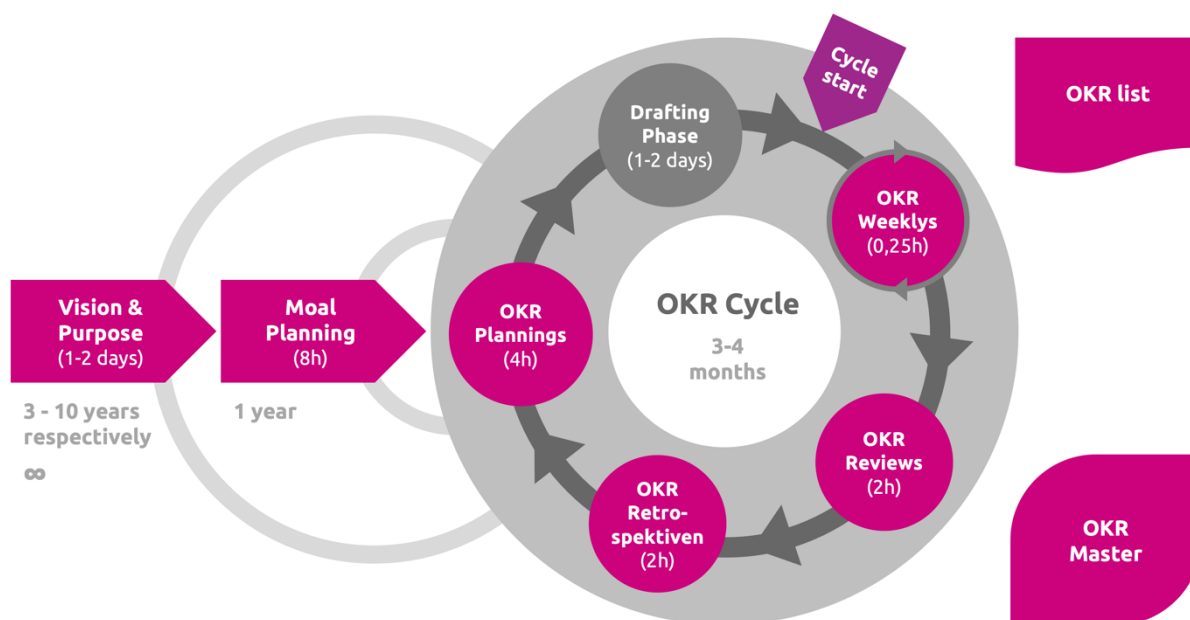 Vision &
Purpose
(1-2 days)
3 - 10 years
respectively
∞
Moal
Planning
(8h)
1 year
OKR
Plannings
(4h)
Drafting
Phase
(1-2 days)
Cycle
start
OKR
Weeklys
(0,25h)
OKR
Reviews
(2h)
OKR
Retro-
spektiven
(2h)
OKR Cycle
3-4
months
OKR list
OKR
Master